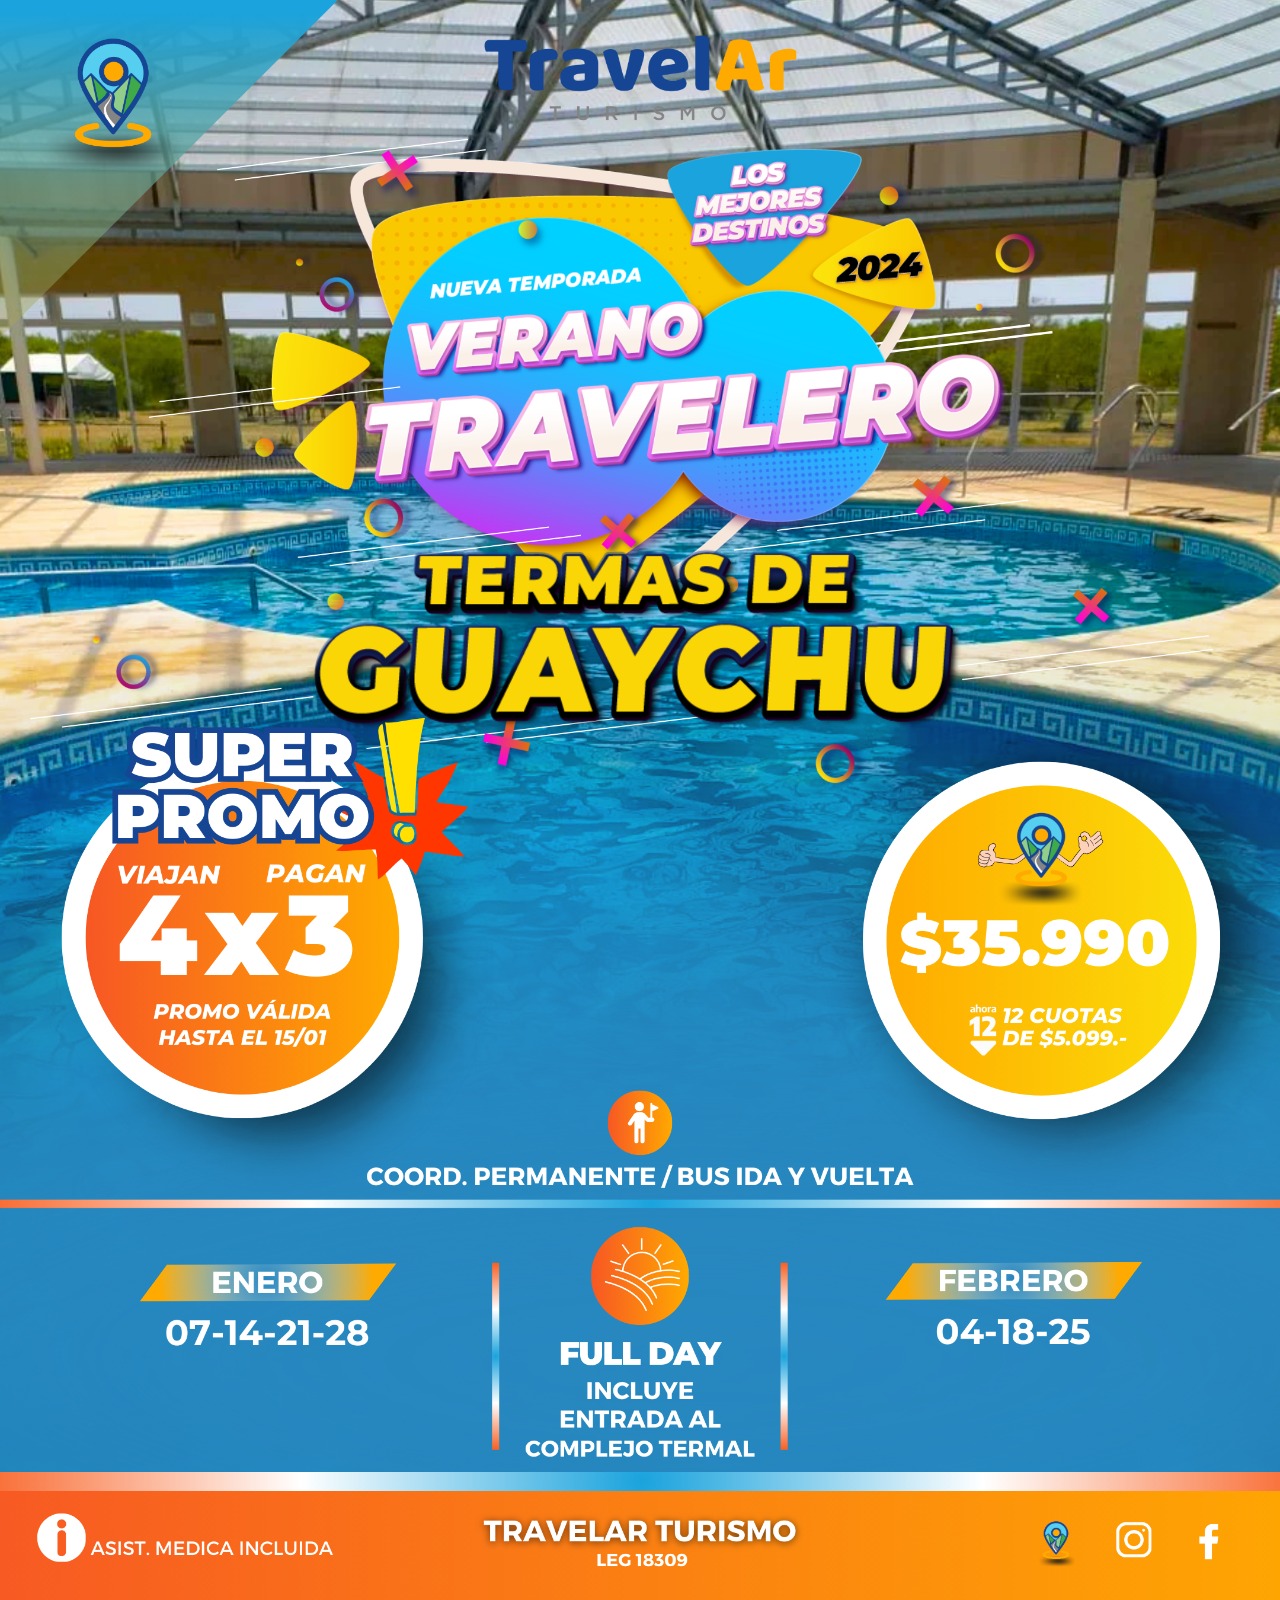 TravelAr
TURISMO
LOS
MEJORES
DESTINOS
2024
NUEVA TEMPORADA
VERANO
TRAVELERO
TERMAS DE
GUAYCHU
SUPER
PROMO!
VIAJAN PAGAN
4x3
PROMO VÁLIDA
HASTA EL 15/01
$35.990
ahora
12
12 CUOTAS
DE $5.099.-
COORD. PERMANENTE / BUS IDA Y VUELTA
ENERO
07-14-21-28
FULL DAY
INCLUYE
ENTRADA AL
COMPLEJO TERMAL
FEBRERO
04-18-25
i ASIST. MEDICA INCLUIDA
TRAVELAR TURISMO
LEG 18309